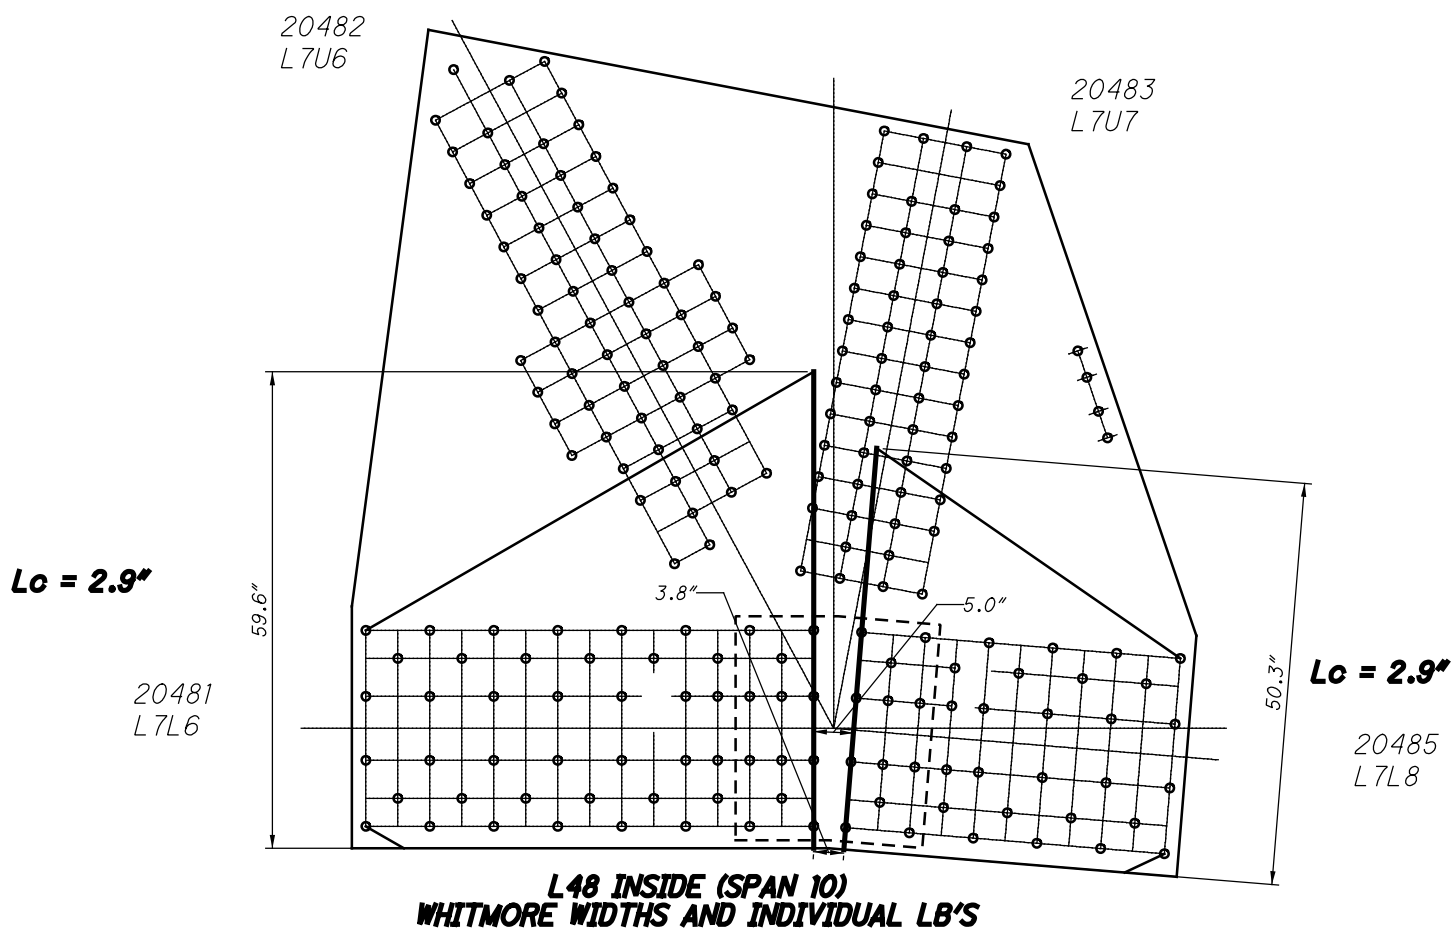 20482
L7U6
20483
L7U7
Lc = 2.9"
59.6"
3.8"
5.0"
50.3"
Lc = 2.9"
20481
L7L6
20485
L7L8
L48 INSIDE (SPAN 10)
WHITMORE WIDTHS AND INDIVIDUAL LB'S